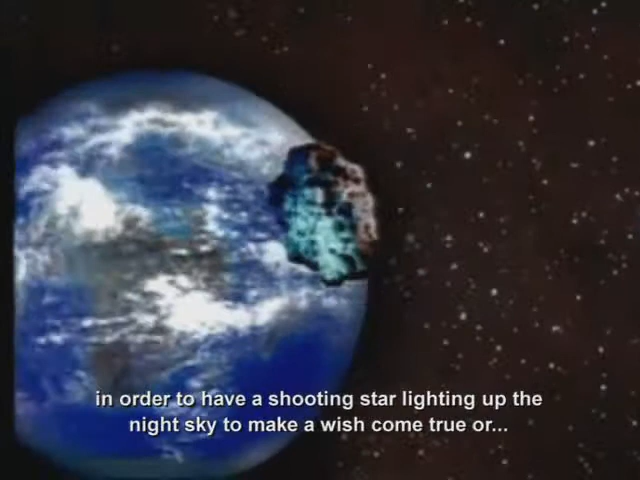 in order to have a shooting star lighting up the
night sky to make a wish come true or...